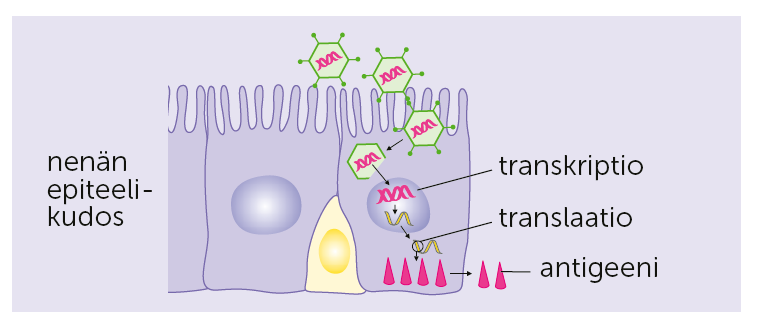 nenän
epiteeli-
kudos
transkriptio
translaatio
antigeeni